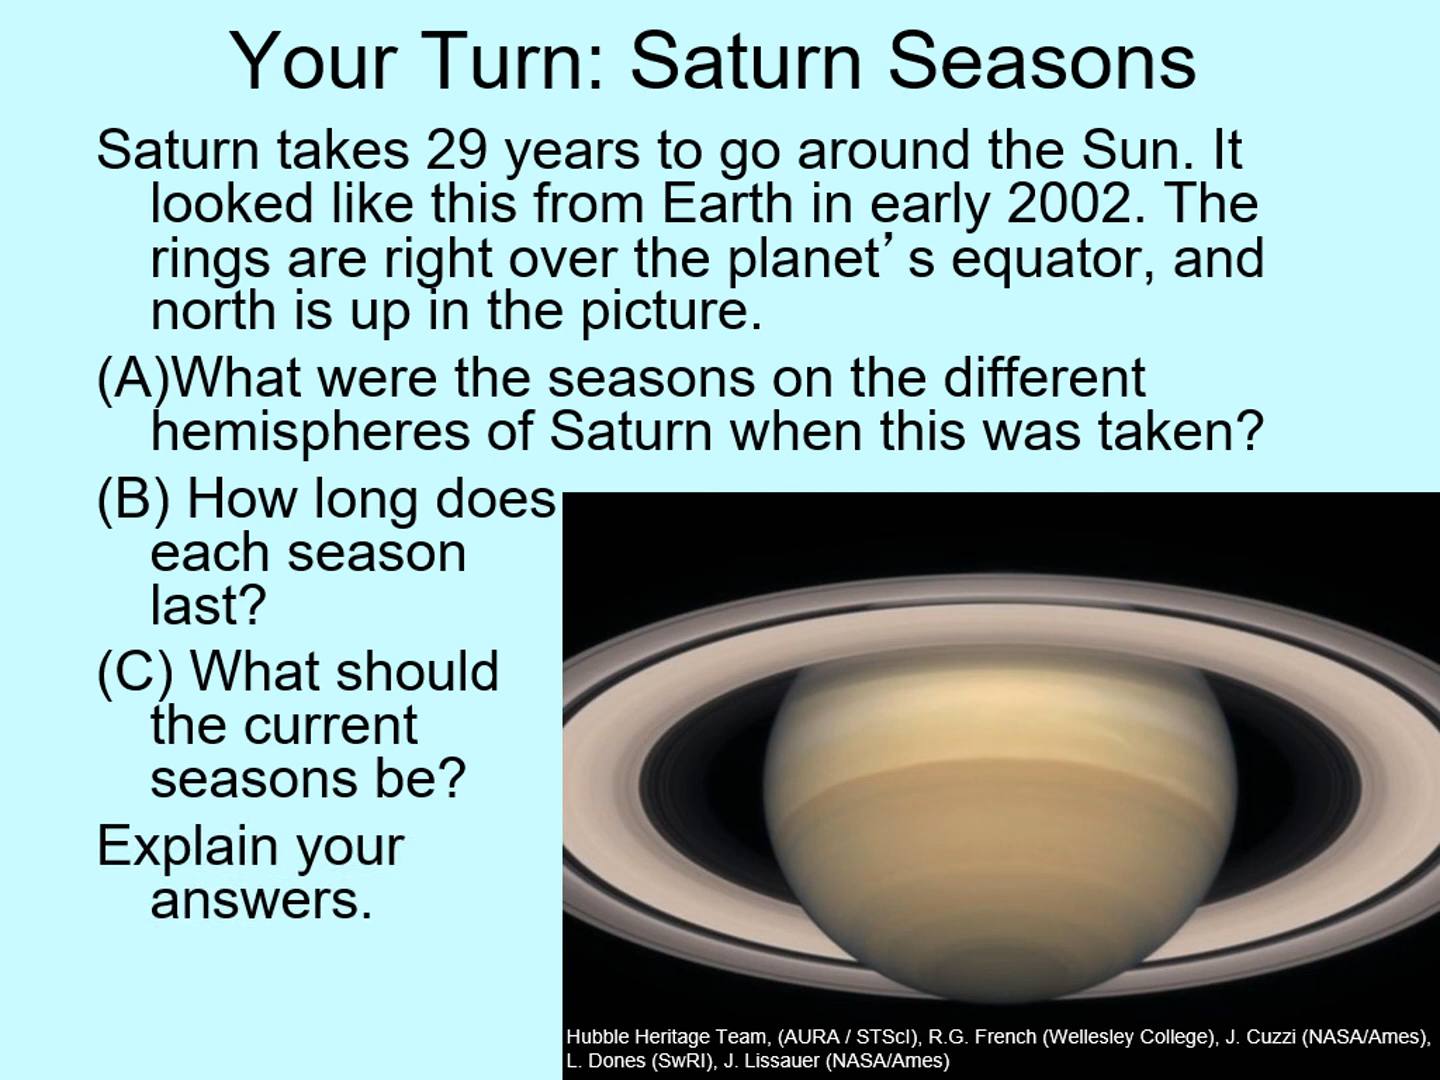 Your Turn: Saturn Seasons
Saturn takes 29 years to go around the Sun. It
looked like this from Earth in early 2002. The
rings are right over the planet’ s equator, and
north is up in the picture.
(A)What were the seasons on the different
hemispheres of Saturn when this was taken?
(B) How long does
each season
last?
(C) What should
the current
seasons be?
Explain your
answers.
Hubble Heritage Team, (AURA / STScI), R.G. French (Wellesley College), J. Cuzzi (NASA/Ames),
L. Dones (SwRI), J. Lissauer (NASA/Ames)